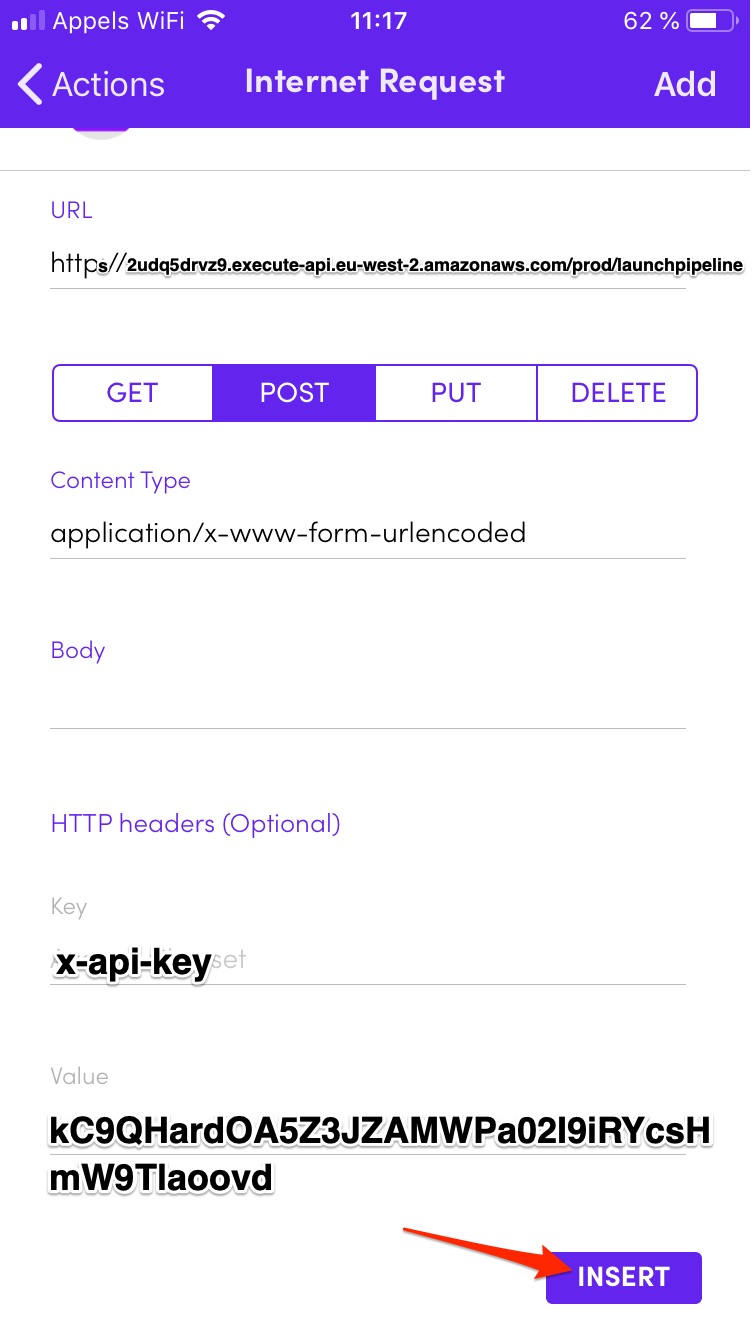 Appels WiFi 11:17 62 %
Actions Internet Request Add
URL
https//2udq5drvz9.execute-api.eu-west-2.amazonaws.com/prod/launchpipeline
GET POST PUT DELETE
Content Type
application/x-www-form-urlencoded
Body
HTTP headers (Optional)
Key
x-api-key
Value
kC9QHardOA5Z3JZAMWPa02I9iRYcsH
mW9Tlaoovd
INSERT